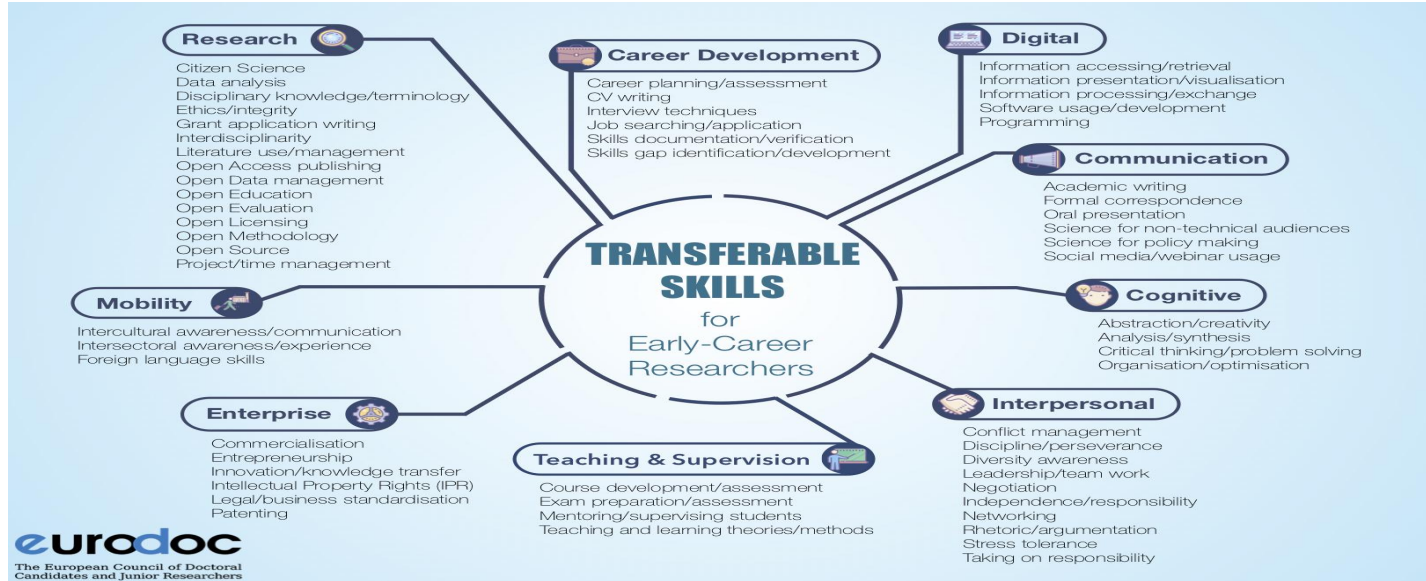 Research
Citizen Science
Data analysis
Disciplinary knowledge/terminology
Ethics/integrity
Grant application writing
Interdisciplinarity
Literature use/management
Open Access publishing
Open Data management
Open Education
Open Evaluation
Open Licensing
Open Methodology
Open Source
Project/time management
Career Development
Career planning/assessment
CV writing
Interview techniques
Job searching/application
Skills documentation/verification
Skills gap identification/development
Digital
Information accessing/retrieval
Information presentation/visualisation
Information processing/exchange
Software usage/development
Programming
Communication
Academic writing
Formal correspondence
Oral presentation
Science for non-technical audiences
Science for policy making
Social media/webinar usage
TRANSFERABLE
SKILLS
for
Early-Career
Researchers
Mobility
Intercultural awareness/communication
Intersectoral awareness/experience
Foreign language skills
Cognitive
Abstraction/creativity
Analysis/synthesis
Critical thinking/problem solving
Organisation/optimisation
Enterprise
Commercialisation
Entrepreneurship
Innovation/knowledge transfer
Intellectual Property Rights (IPR)
Legal/business standardisation
Patenting
Teaching & Supervision
Course development/assessment
Exam preparation/assessment
Mentoring/supervising students
Teaching and learning theories/methods
Interpersonal
Conflict management
Discipline/perseverance
Diversity awareness
Leadership/team work
Negotiation
Independence/responsibility
Networking
Rhetoric/argumentation
Stress tolerance
Taking on responsibility
eurodoc
The European Council of Doctoral
Candidates and Junior Researchers